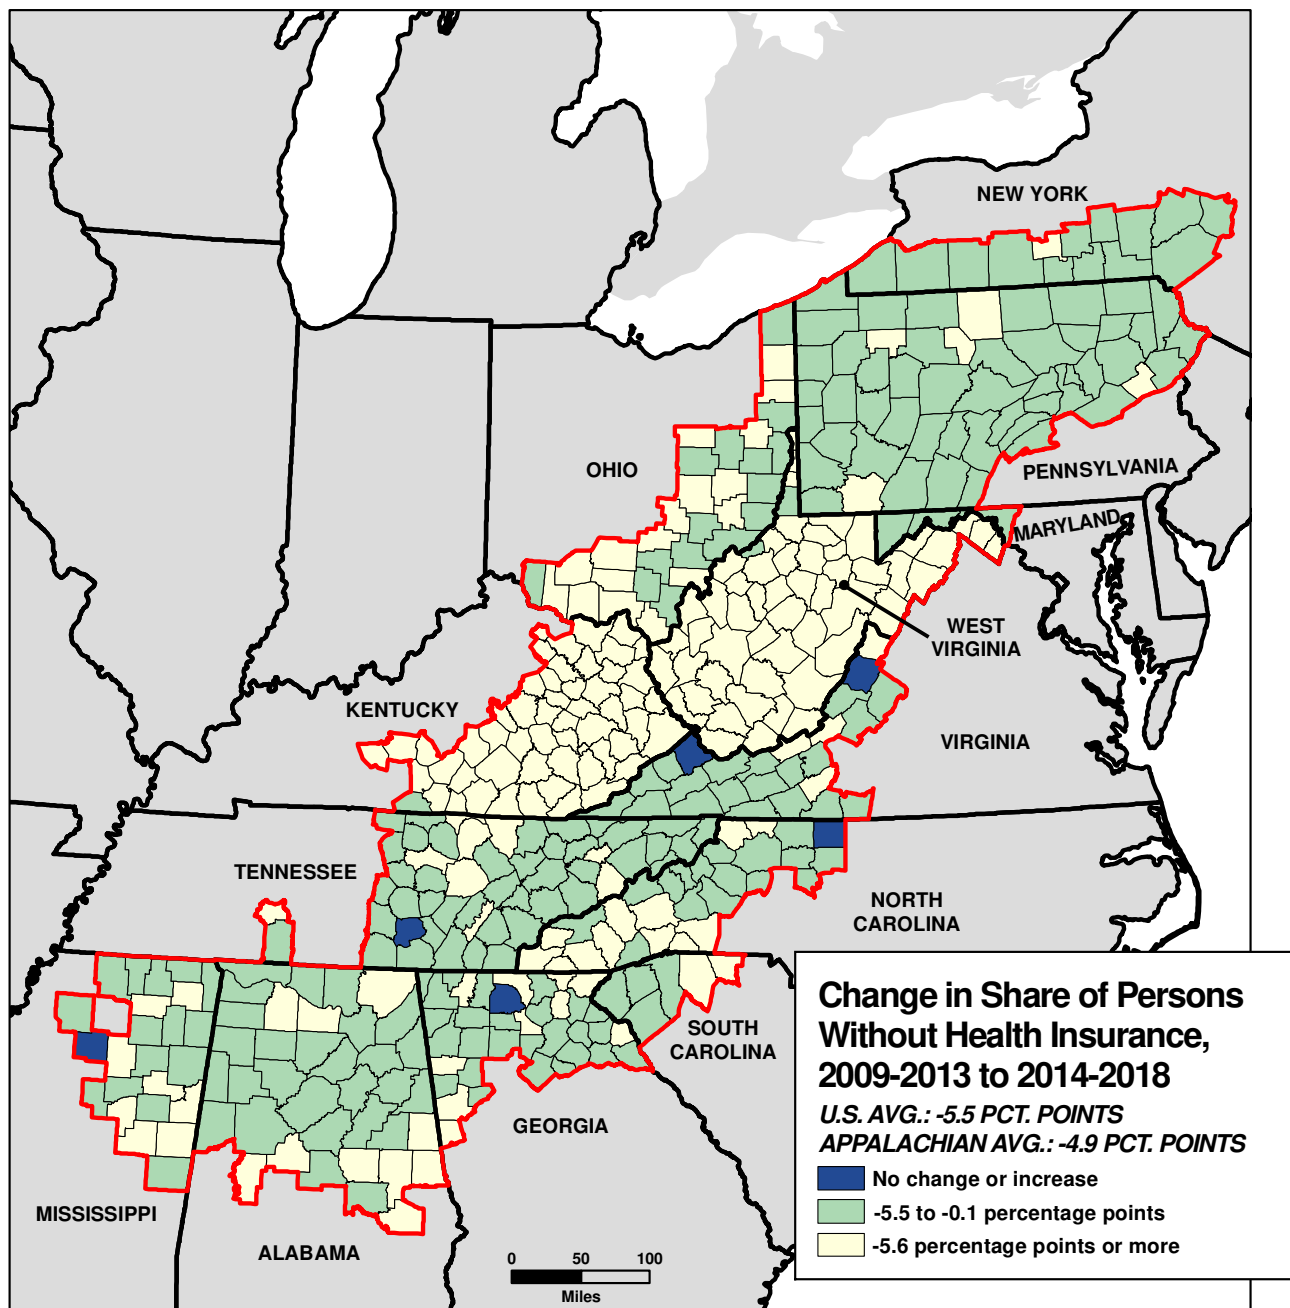 NEW YORK
OHIO
PENNSYLVANIA
MARYLAND
WEST
VIRGINIA
KENTUCKY
VIRGINIA
TENNESSEE
NORTH
CAROLINA
SOUTH
CAROLINA
GEORGIA
MISSISSIPPI
ALABAMA
0 50 100
Miles
Change in Share of Persons
Without Health Insurance,
2009-2013 to 2014-2018
U.S. AVG.: -5.5 PCT. POINTS
APPALACHIAN AVG.: -4.9 PCT. POINTS
No change or increase
-5.5 to -0.1 percentage points
-5.6 percentage points or more